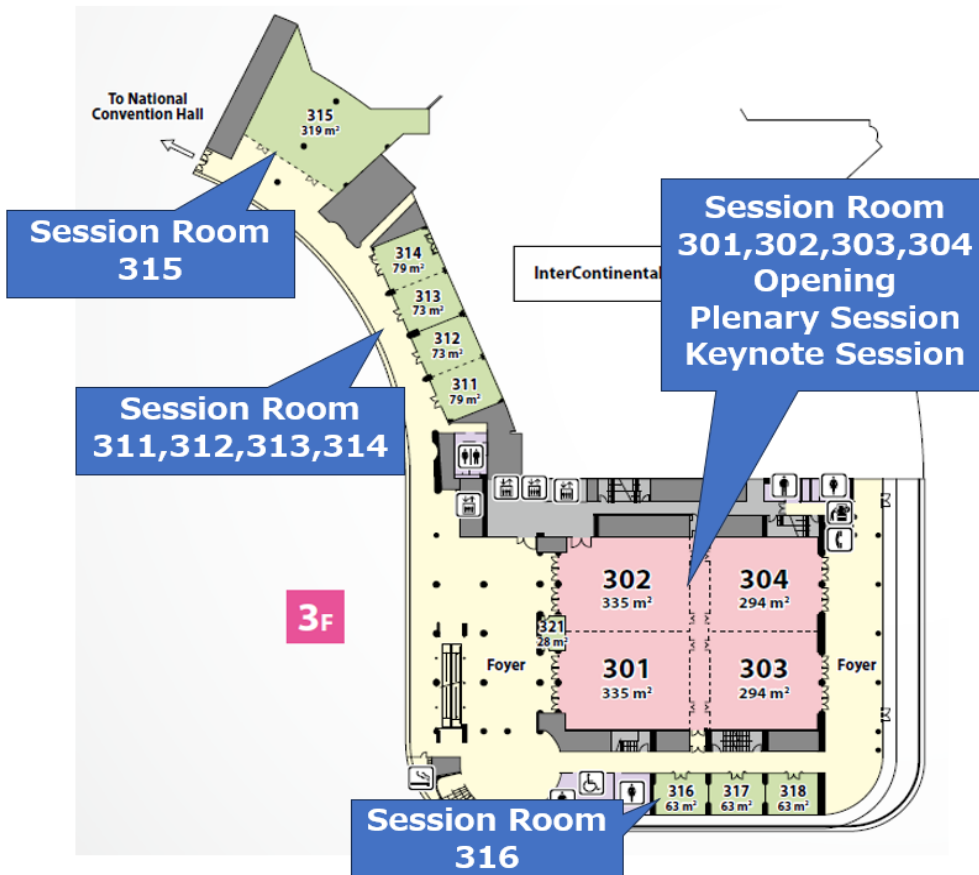 To National
Convention Hall
315
319 m²
Session Room
315
314
79 m²
313
73 m²
312
73 m²
311
79 m²
Session Room
311,312,313,314
InterContinental
Session Room
301,302,303,304
Opening
Plenary Session
Keynote Session
302
335 m²
304
294 m²
321
28 m²
301
335 m²
303
294 m²
3F
Foyer
Foyer
316
63 m²
317
63 m²
318
63 m²
Session Room
316